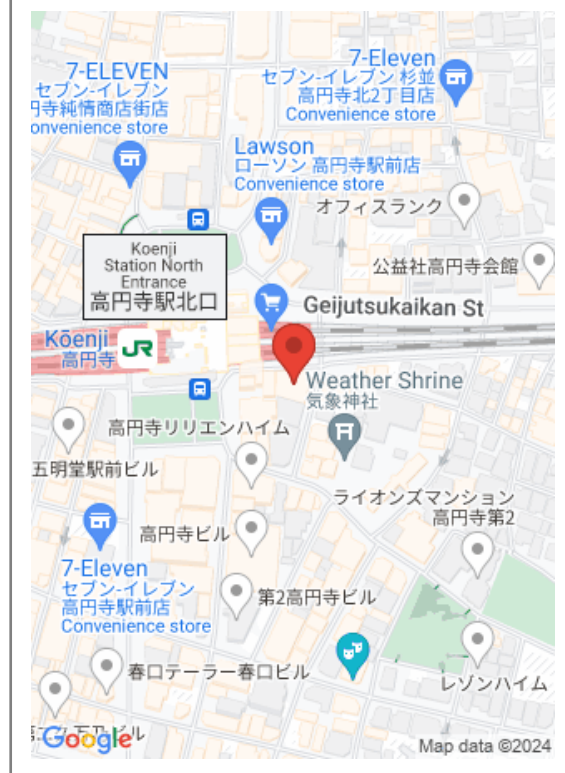 7-Eleven
セブン-イレブン 杉並
高円寺北2丁目店
Convenience store
7-ELEVEN
セブン-イレブン
円寺純情商店街店
onvenience store
Lawson
ローソン 高円寺駅前店
Convenience store
オフィスランク
公益社高円寺会館
Koenji
Station North
Entrance
高円寺駅北口
Geijutsukaikan St
Kōenji
高円寺
JR
Weather Shrine
気象神社
高円寺リリエンハイム
五明堂駅前ビル
ライオンズマンション
高円寺第2
高円寺ビル
7-Eleven
セブン-イレブン
高円寺駅前店
Convenience store
第2高円寺ビル
春口テーラー春口ビル
レゾンハイム
ビル
Google
Map data ©2024